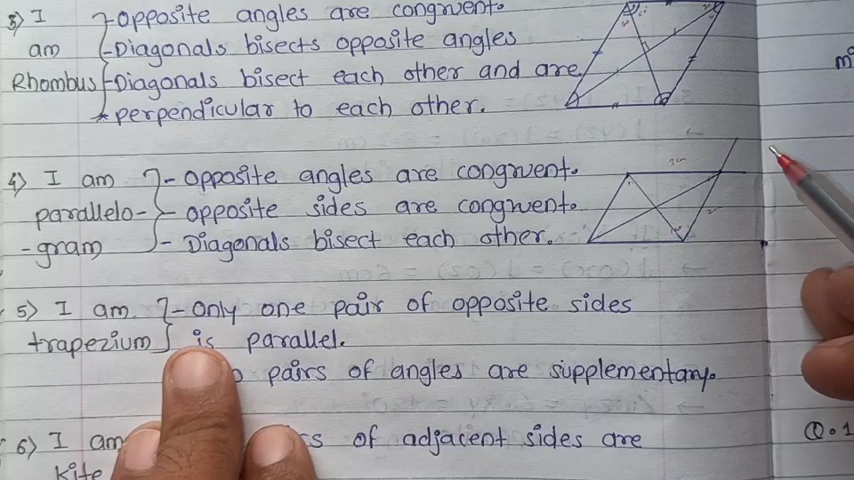 3) I - Opposite angles are congruent.
am - Diagonals bisects opposite angles
Rhombus - Diagonals bisect each other and are
perpendicular to each other.
4) I am - Opposite angles are congruent.
parallelo- - opposite sides are congruent.
-gram - Diagonals bisect each other.
5) I am - Only one pair of opposite sides
trapezium is parallel.
pairs of angles are supplementary.
6) I am of adjacent sides are
kite
Q.1